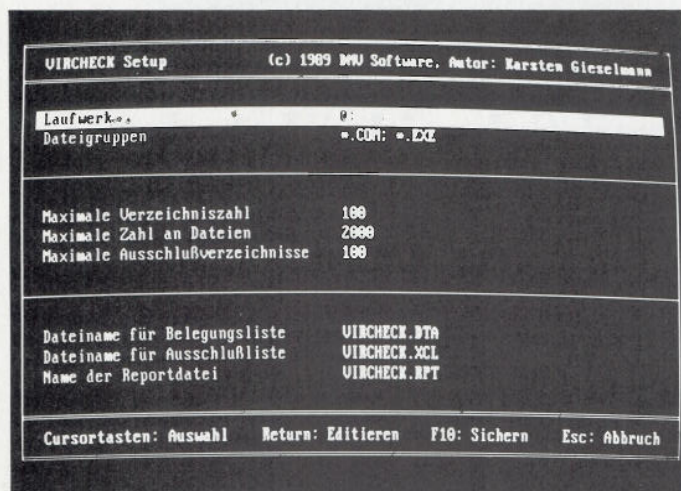 VIRCHECK Setup (c) 1989 DMV Software, Autor: Karsten Gieselmann
Laufwerk @:
Dateigruppen *.COM; *.EXE
Maximale Verzeichniszahl 100
Maximale Zahl an Dateien 2000
Maximale Ausschlußverzeichnisse 100
Dateiname für Belegungsliste VIRCHECK.DTA
Dateiname für Ausschlußliste VIRCHECK.XCL
Name der Reportdatei VIRCHECK.RPT
Cursortasten: Auswahl Return: Editieren F10: Sichern Esc: Abbruch